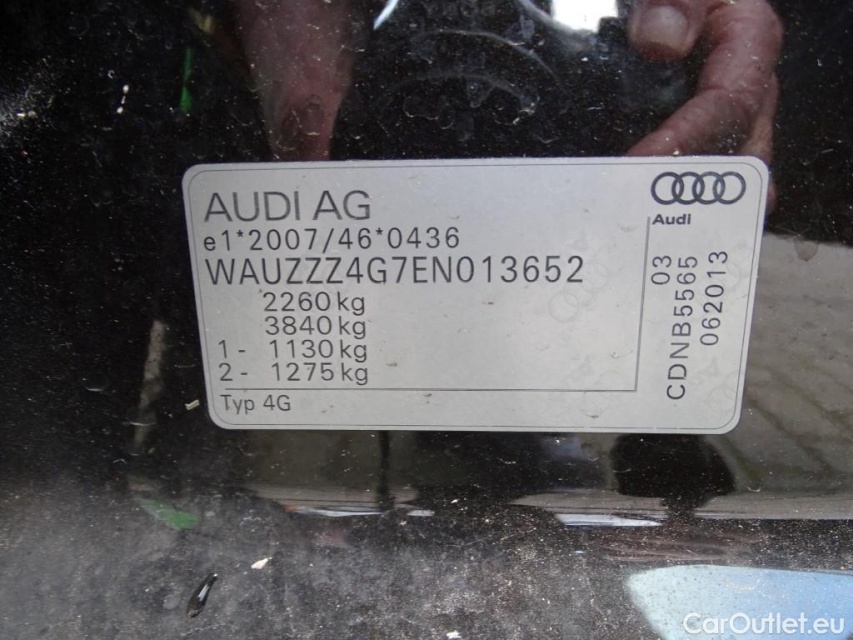 AUDI AG
e1*2007/46*0436
WAUZZZ4G7EN013652
2260 kg
3840 kg
1 - 1130 kg
2 - 1275 kg
Typ 4G
Audi
CDNB5565 03
062013
CarOutlet.eu